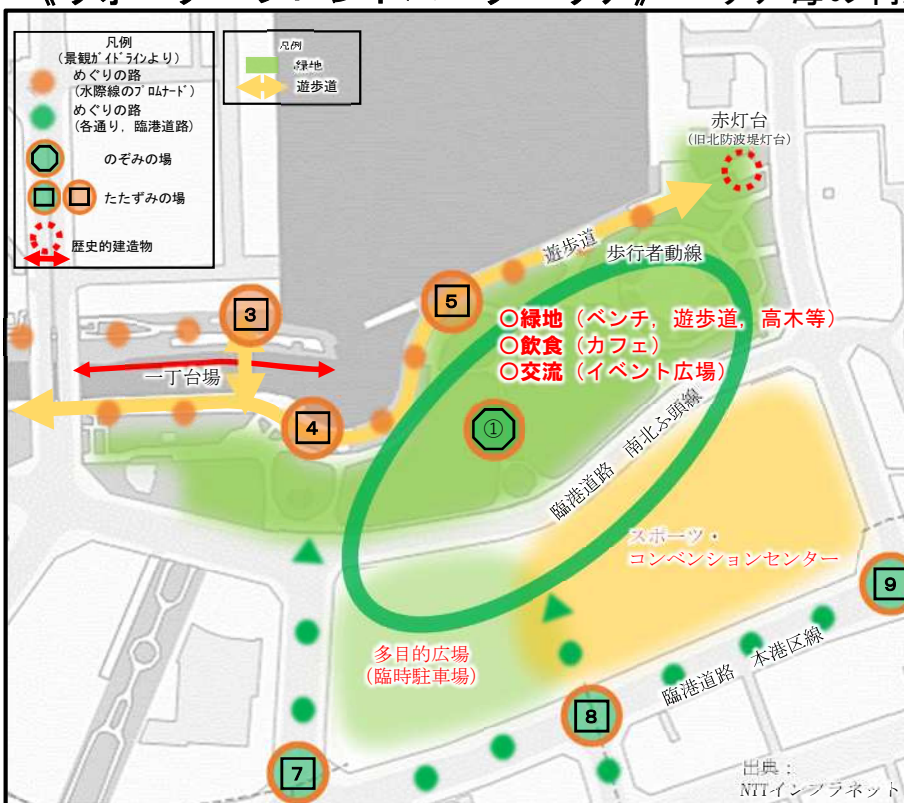 凡例
(景観ガイドラインより)
めぐりの路
(水際線のプロムナード)
めぐりの路
(各通り，臨港道路)
のぞみの場
たたずみの場
歴史的建造物
凡例
緑地
遊歩道
赤灯台
(旧北防波堤灯台)
遊歩道
歩行者動線
3
5
○緑地（ベンチ，遊歩道，高木等）
○飲食（カフェ）
○交流（イベント広場）
一丁台場
4
①
臨港道路　南北ふ頭線
スポーツ・
コンベンションセンター
9
多目的広場
(臨時駐車場)
臨港道路　本港区線
8
7
出典：
NTTインフラネット